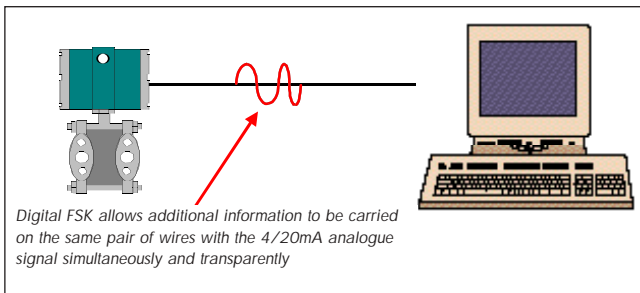 Digital FSK allows additional information to be carried
on the same pair of wires with the 4/20mA analogue
signal simultaneously and transparently